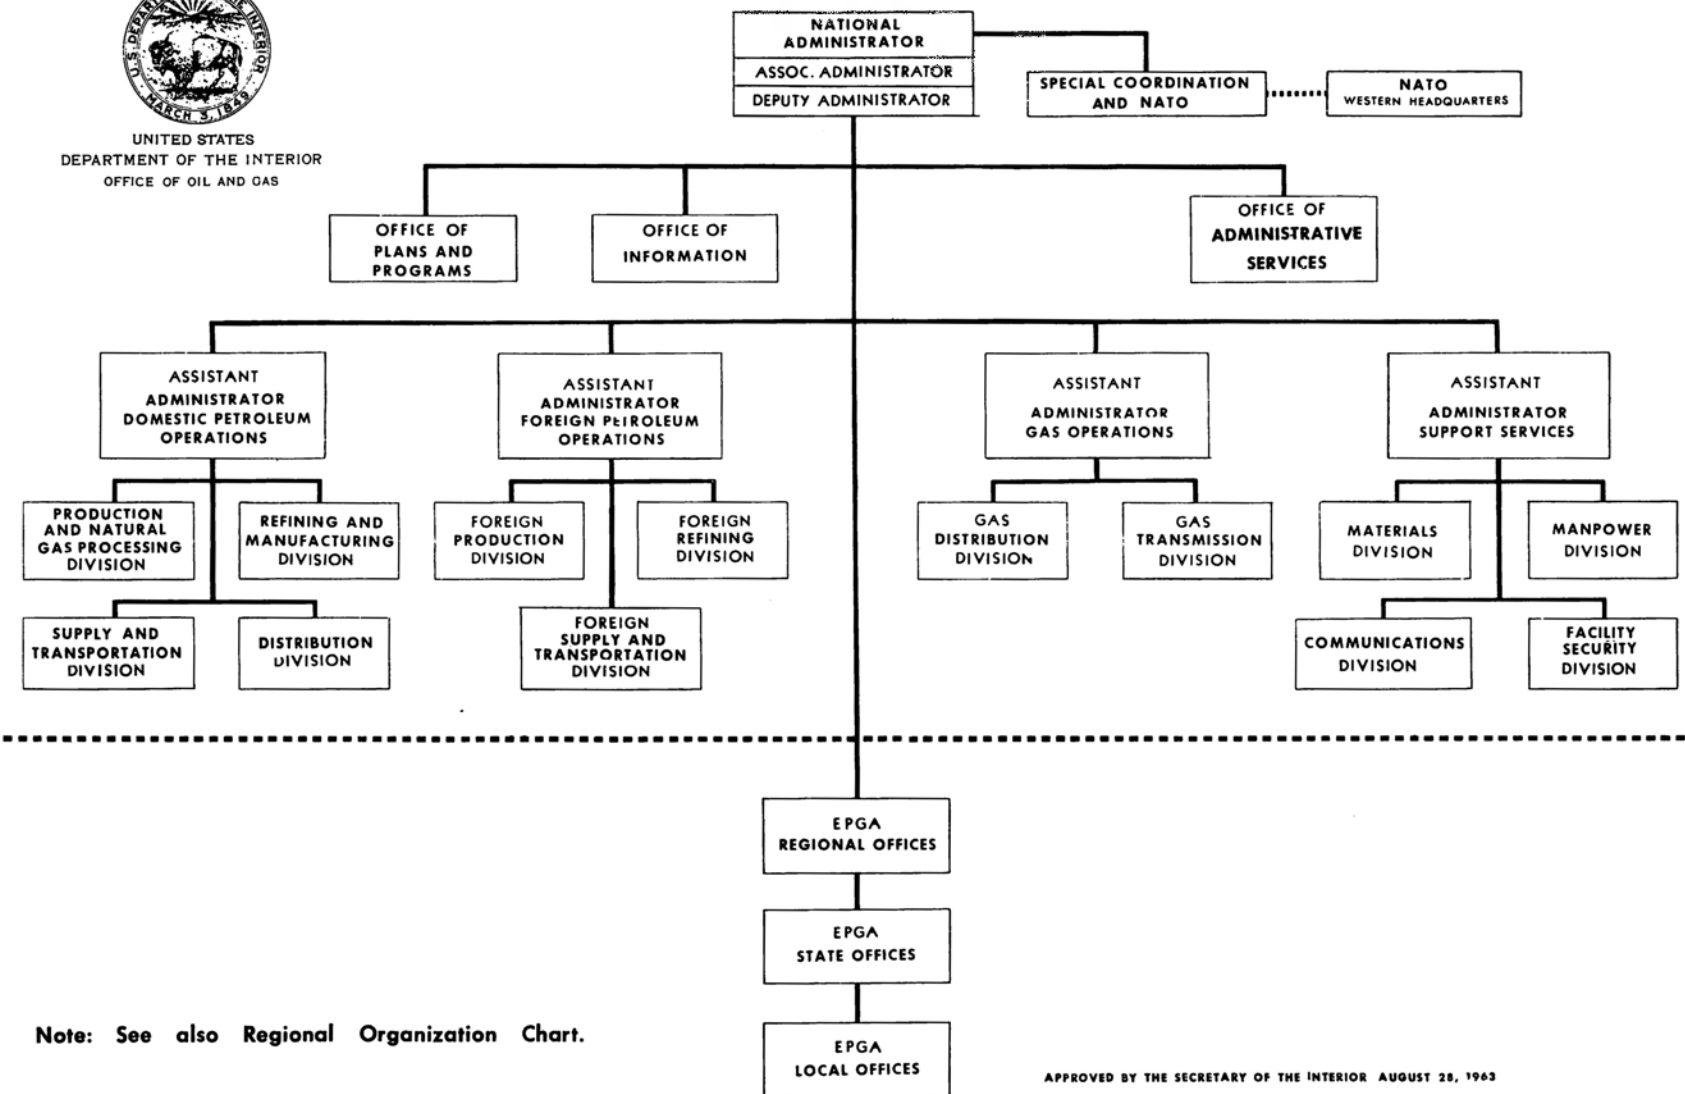 U.S. DEPAR
E INTERIOR
MARCH 3, 1849
UNITED STATES
DEPARTMENT OF THE INTERIOR
OFFICE OF OIL AND GAS
NATIONAL
ADMINISTRATOR
ASSOC. ADMINISTRATOR
DEPUTY ADMINISTRATOR
SPECIAL COORDINATION
AND NATO
NATO
WESTERN HEADQUARTERS
OFFICE OF
PLANS AND
PROGRAMS
OFFICE OF
INFORMATION
OFFICE OF
ADMINISTRATIVE
SERVICES
ASSISTANT
ADMINISTRATOR
DOMESTIC PETROLEUM
OPERATIONS
ASSISTANT
ADMINISTRATOR
FOREIGN PETROLEUM
OPERATIONS
ASSISTANT
ADMINISTRATOR
GAS OPERATIONS
ASSISTANT
ADMINISTRATOR
SUPPORT SERVICES
PRODUCTION
AND NATURAL
GAS PROCESSING
DIVISION
REFINING AND
MANUFACTURING
DIVISION
FOREIGN
PRODUCTION
DIVISION
FOREIGN
REFINING
DIVISION
GAS
DISTRIBUTION
DIVISION
GAS
TRANSMISSION
DIVISION
MATERIALS
DIVISION
MANPOWER
DIVISION
SUPPLY AND
TRANSPORTATION
DIVISION
DISTRIBUTION
DIVISION
FOREIGN
SUPPLY AND
TRANSPORTATION
DIVISION
COMMUNICATIONS
DIVISION
FACILITY
SECURITY
DIVISION
EPGA
REGIONAL OFFICES
EPGA
STATE OFFICES
EPGA
LOCAL OFFICES
Note: See also Regional Organization Chart.
APPROVED BY THE SECRETARY OF THE INTERIOR AUGUST 28, 1963